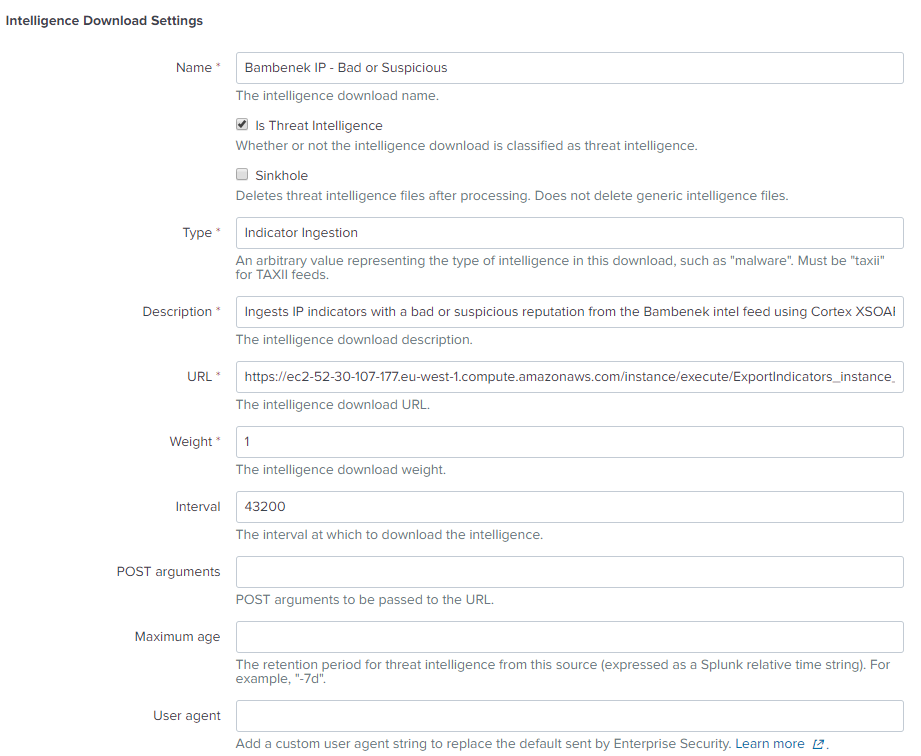 Intelligence Download Settings
Name *
Bambenek IP - Bad or Suspicious
The intelligence download name.
Is Threat Intelligence
Whether or not the intelligence download is classified as threat intelligence.
Sinkhole
Deletes threat intelligence files after processing. Does not delete generic intelligence files.
Type *
Indicator Ingestion
An arbitrary value representing the type of intelligence in this download, such as "malware". Must be "taxii"
for TAXII feeds.
Description *
Ingests IP indicators with a bad or suspicious reputation from the Bambenek intel feed using Cortex XSOAI
The intelligence download description.
URL *
https://ec2-52-30-107-177.eu-west-1.compute.amazonaws.com/instance/execute/ExportIndicators_instance_
The intelligence download URL.
Weight *
1
The intelligence download weight.
Interval
43200
The interval at which to download the intelligence.
POST arguments
POST arguments to be passed to the URL.
Maximum age
The retention period for threat intelligence from this source (expressed as a Splunk relative time string). For
example, "-7d".
User agent
Add a custom user agent string to replace the default sent by Enterprise Security. Learn more .